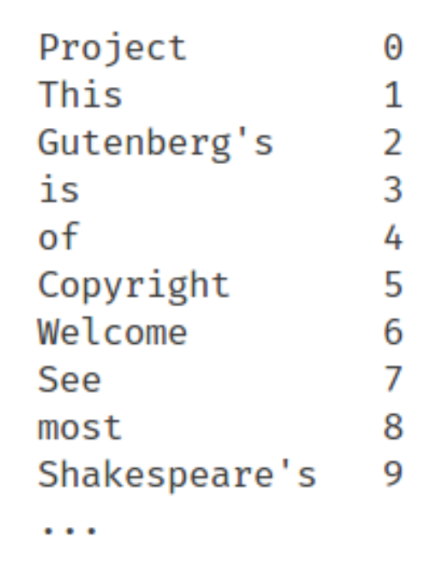 Project 0
This 1
Gutenberg's 2
is 3
of 4
Copyright 5
Welcome 6
See 7
most 8
Shakespeare's 9
...